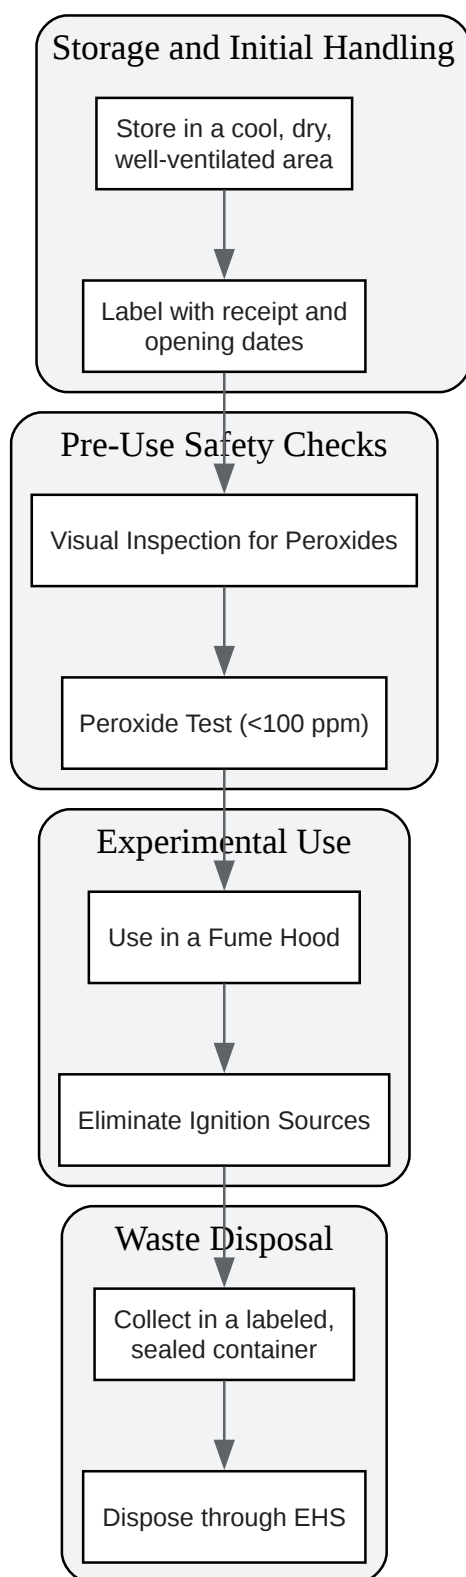 Storage and Initial Handling
Store in a cool, dry,
well-ventilated area
Label with receipt and
opening dates
Pre-Use Safety Checks
Visual Inspection for Peroxides
Peroxide Test (<100 ppm)
Experimental Use
Use in a Fume Hood
Eliminate Ignition Sources
Waste Disposal
Collect in a labeled,
sealed container
Dispose through EHS